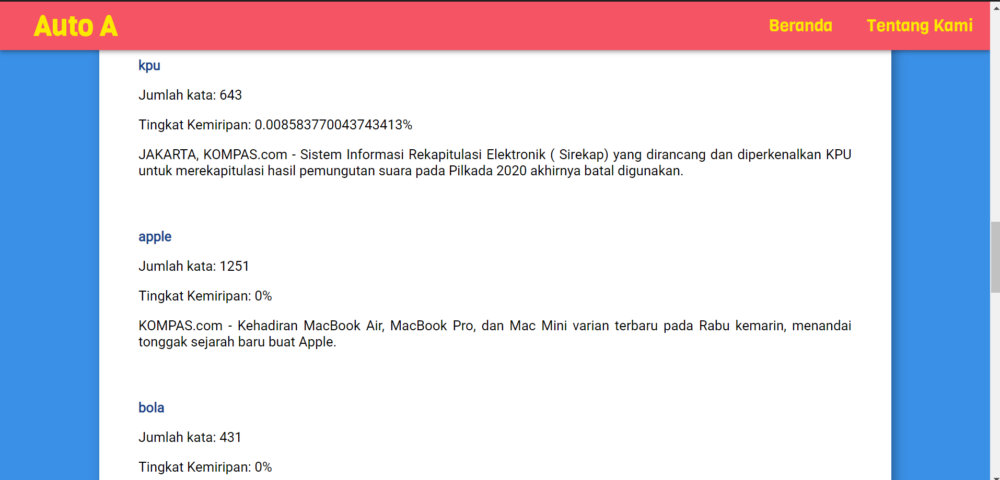 Auto A
Beranda
Tentang Kami
kpu
Jumlah kata: 643
Tingkat Kemiripan: 0.008583770043743413%
JAKARTA, KOMPAS.com - Sistem Informasi Rekapitulasi Elektronik ( Sirekap) yang dirancang dan diperkenalkan KPU
untuk merekapitulasi hasil pemungutan suara pada Pilkada 2020 akhirnya batal digunakan.
apple
Jumlah kata: 1251
Tingkat Kemiripan: 0%
KOMPAS.com - Kehadiran MacBook Air, MacBook Pro, dan Mac Mini varian terbaru pada Rabu kemarin, menandai
tonggak sejarah baru buat Apple.
bola
Jumlah kata: 431
Tingkat Kemiripan: 0%